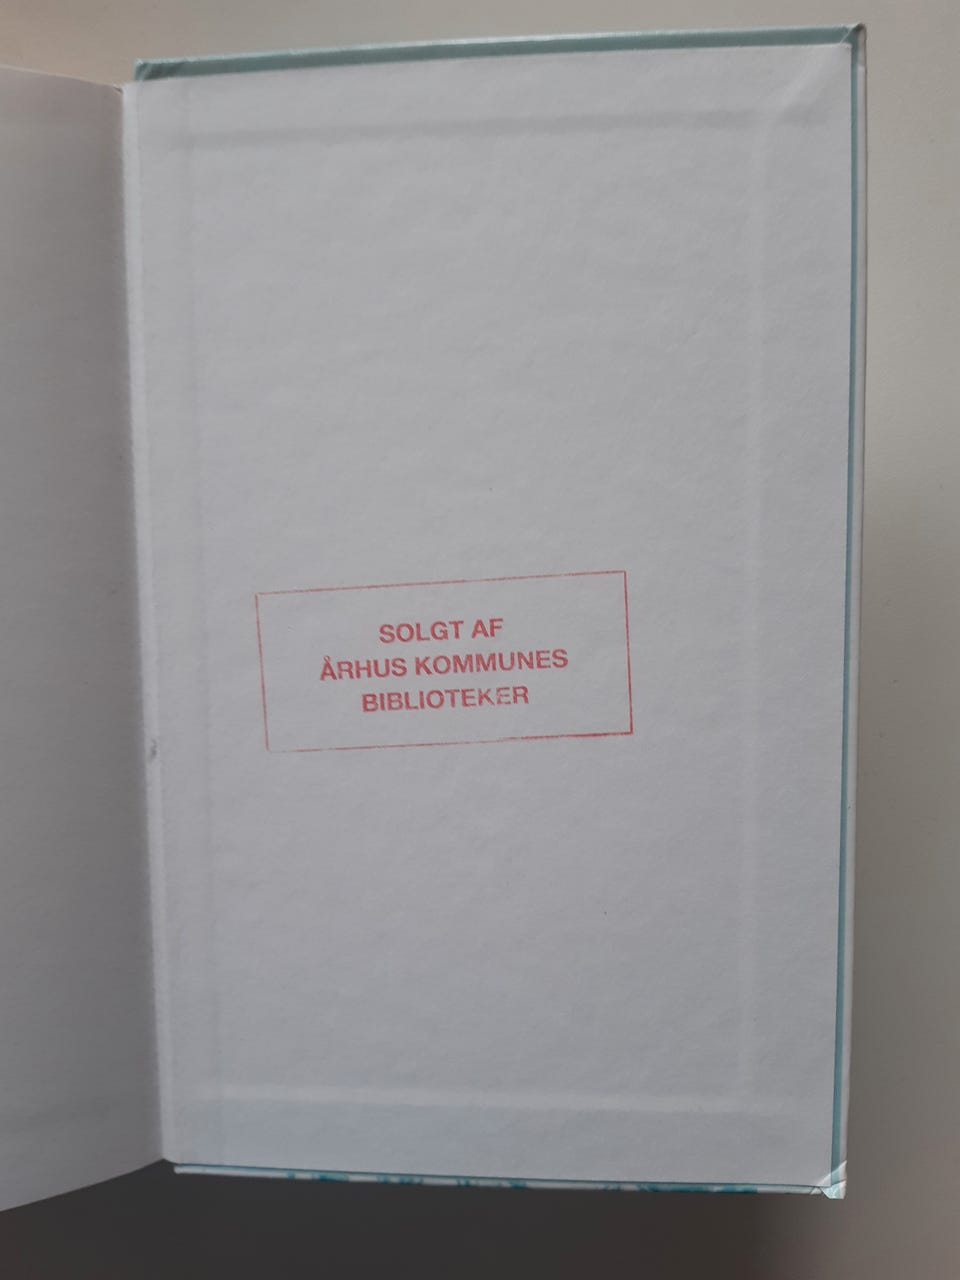 SOLGT AF
ÅRHUS KOMMUNES
BIBLIOTEKER